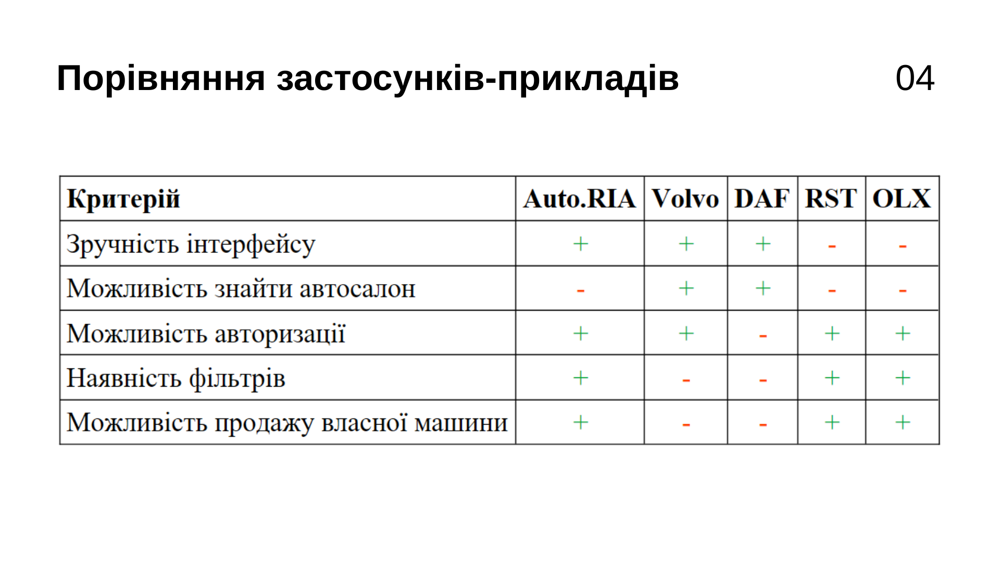 Порівняння застосунків-прикладів 04
Критерій Auto.RIA Volvo DAF RST OLX
Зручність інтерфейсу + + + - -
Можливість знайти автосалон - + + - -
Можливість авторизації + + - + +
Наявність фільтрів + - - + +
Можливість продажу власної машини + - - + +